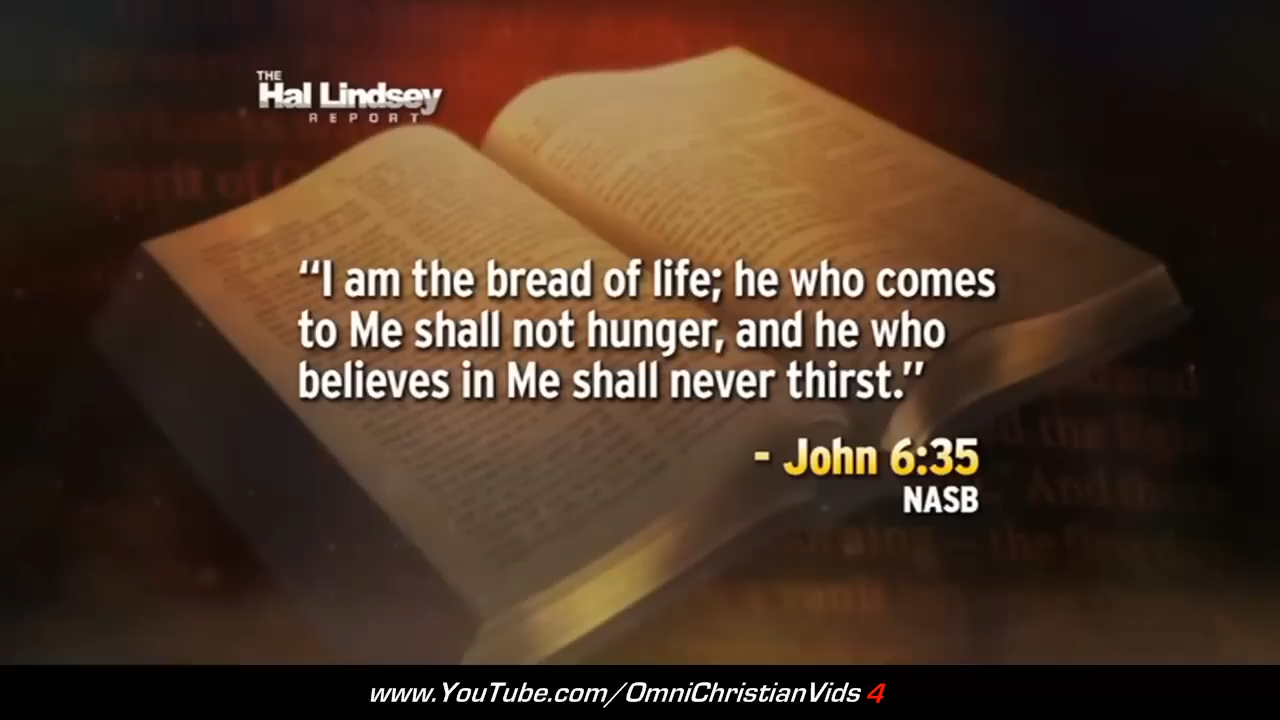 THE
Hal Lindsey
REPORT
“I am the bread of life; he who comes
to Me shall not hunger, and he who
believes in Me shall never thirst.”
- John 6:35
NASB
www.YouTube.com/OmniChristianVids 4